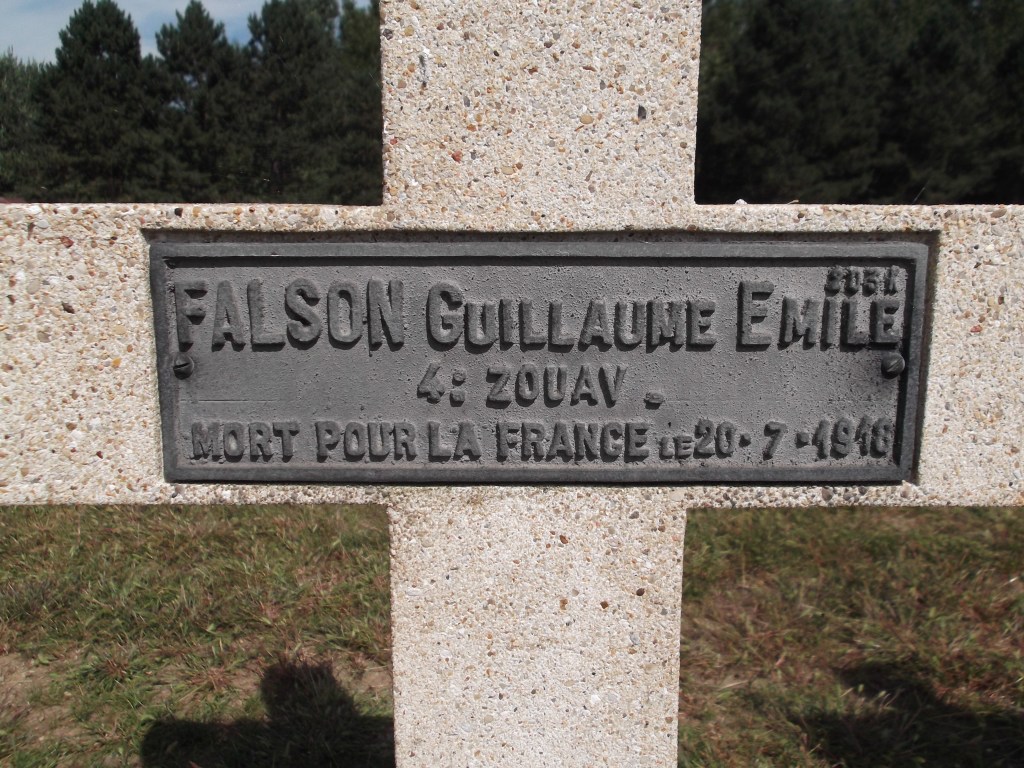 FALSON GUILLAUME EMILE
4: ZOUAV.
MORT POUR LA FRANCE LE 20-7-1918